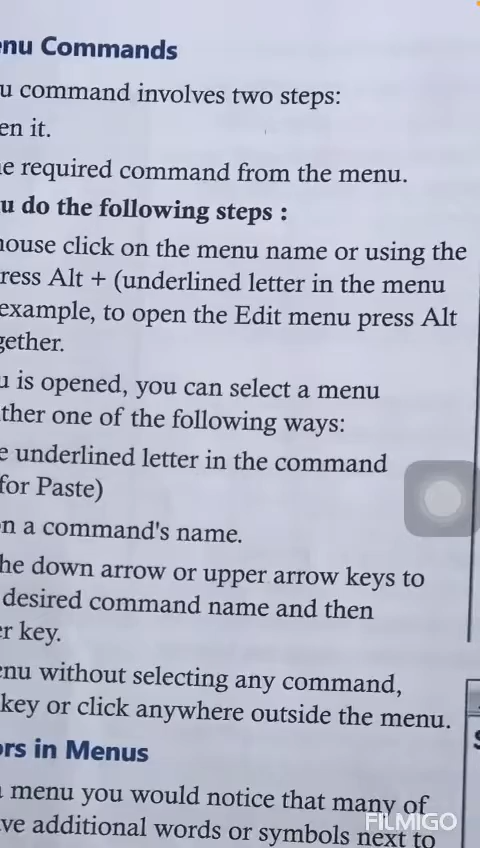 enu Commands
u command involves two steps:
en it.
e required command from the menu.
u do the following steps :
nouse click on the menu name or using the
ress Alt + (underlined letter in the menu
example, to open the Edit menu press Alt
gether.
u is opened, you can select a menu
ther one of the following ways:
e underlined letter in the command
for Paste)
n a command's name.
he down arrow or upper arrow keys to
desired command name and then
er key.
enu without selecting any command,
key or click anywhere outside the menu.
ors in Menus
menu you would notice that many of
ve additional words or symbols next to
FILMIGO